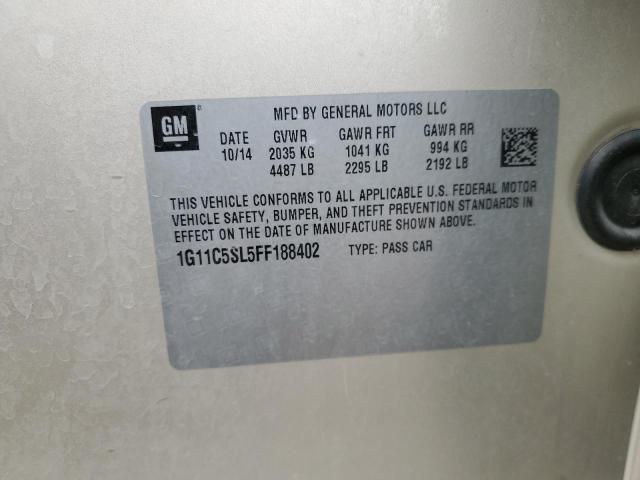 GM®
MFD BY GENERAL MOTORS LLC
DATE GVWR GAWR FRT GAWR RR
10/14 2035 KG 1041 KG 994 KG
4487 LB 2295 LB 2192 LB
THIS VEHICLE CONFORMS TO ALL APPLICABLE U.S. FEDERAL MOTOR
VEHICLE SAFETY, BUMPER, AND THEFT PREVENTION STANDARDS IN
EFFECT ON THE DATE OF MANUFACTURE SHOWN ABOVE.
1G11C5SL5FF188402 TYPE: PASS CAR